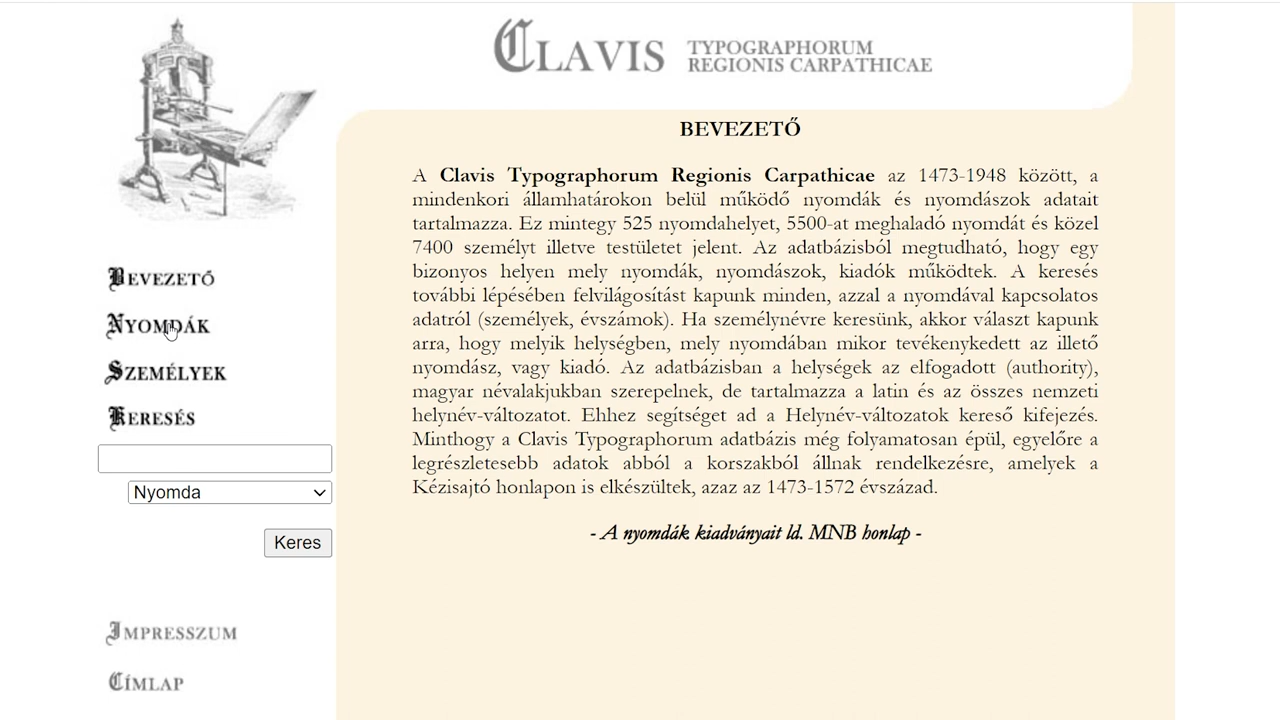 CLAVIS TYPOGRAPHORUM
REGIONIS CARPATHICAE
BEVEZETŐ
NYOMDÁK
SZEMÉLYEK
KERESÉS
Nyomda
Keres
IMPRESSZUM
CÍMLAP
BEVEZETŐ
A Clavis Typographorum Regionis Carpathicae az 1473-1948 között, a
mindenkori államhatárokon belül működő nyomdák és nyomdászok adatait
tartalmazza. Ez mintegy 525 nyomdahelyet, 5500-at meghaladó nyomdát és közel
7400 személyt illetve testületet jelent. Az adatbázisból megtudható, hogy egy
bizonyos helyen mely nyomdák, nyomdászok, kiadók működtek. A keresés
további lépésében felvilágosítást kapunk minden, azzal a nyomdával kapcsolatos
adatról (személyek, évszámok). Ha személynévre keresünk, akkor választ kapunk
arra, hogy melyik helységben, mely nyomdában mikor tevékenykedett az illető
nyomdász, vagy kiadó. Az adatbázisban a helységek az elfogadott (authority),
magyar névalakjukban szerepelnek, de tartalmazza a latin és az összes nemzeti
helynév-változatot. Ehhez segítséget ad a Helynév-változatok kereső kifejezés.
Minthogy a Clavis Typographorum adatbázis még folyamatosan épül, egyelőre a
legrészletesebb adatok abból a korszakból állnak rendelkezésre, amelyek a
Kézisajtó honlapon is elkészültek, azaz az 1473-1572 évszázad.
- A nyomdák kiadványait ld. MNB honlap -